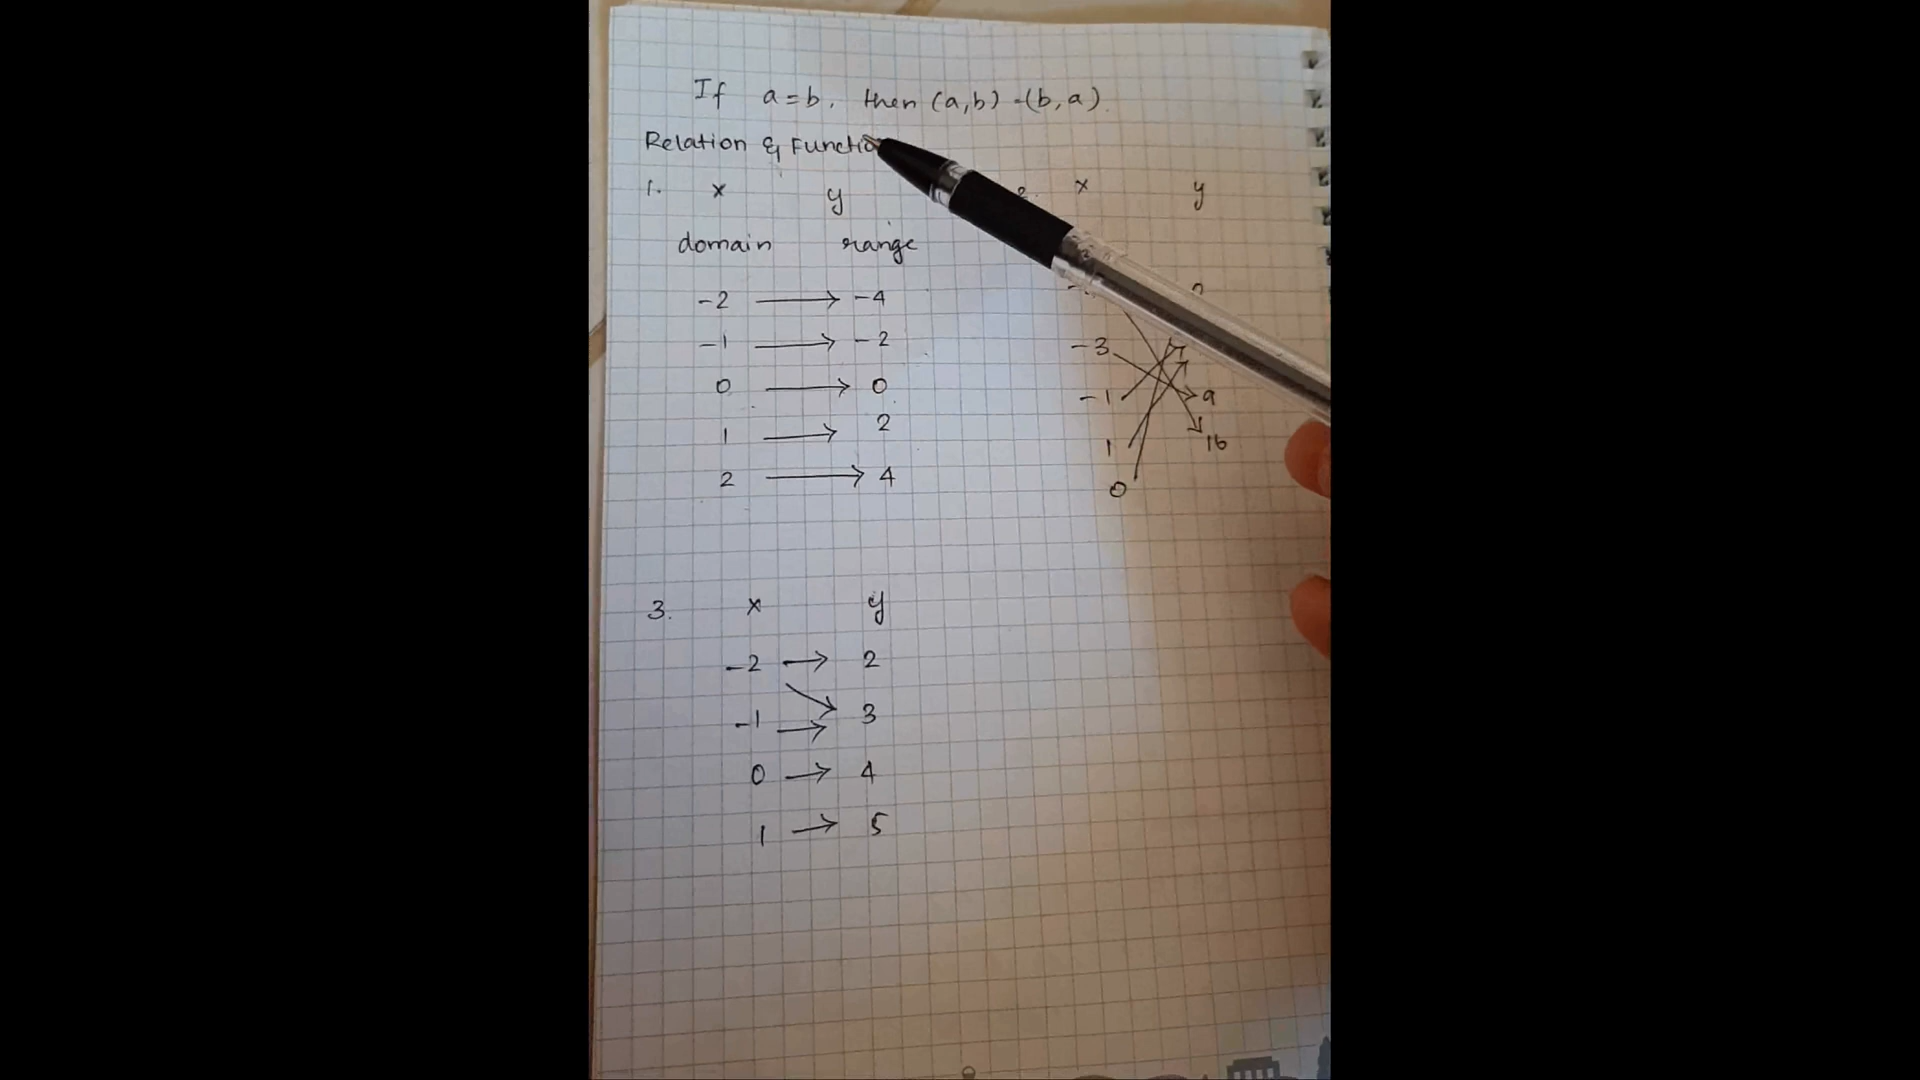 If a=b, then (a,b) =(b,a).
Relation & Functio
1. x y
domain range
-2 → -4
-1 → -2
0 → 0
1 → 2
2 → 4
2. x y
-3
-1 9
1 16
0
3. x y
-2 → 2
-1 → 3
0 → 4
1 → 5